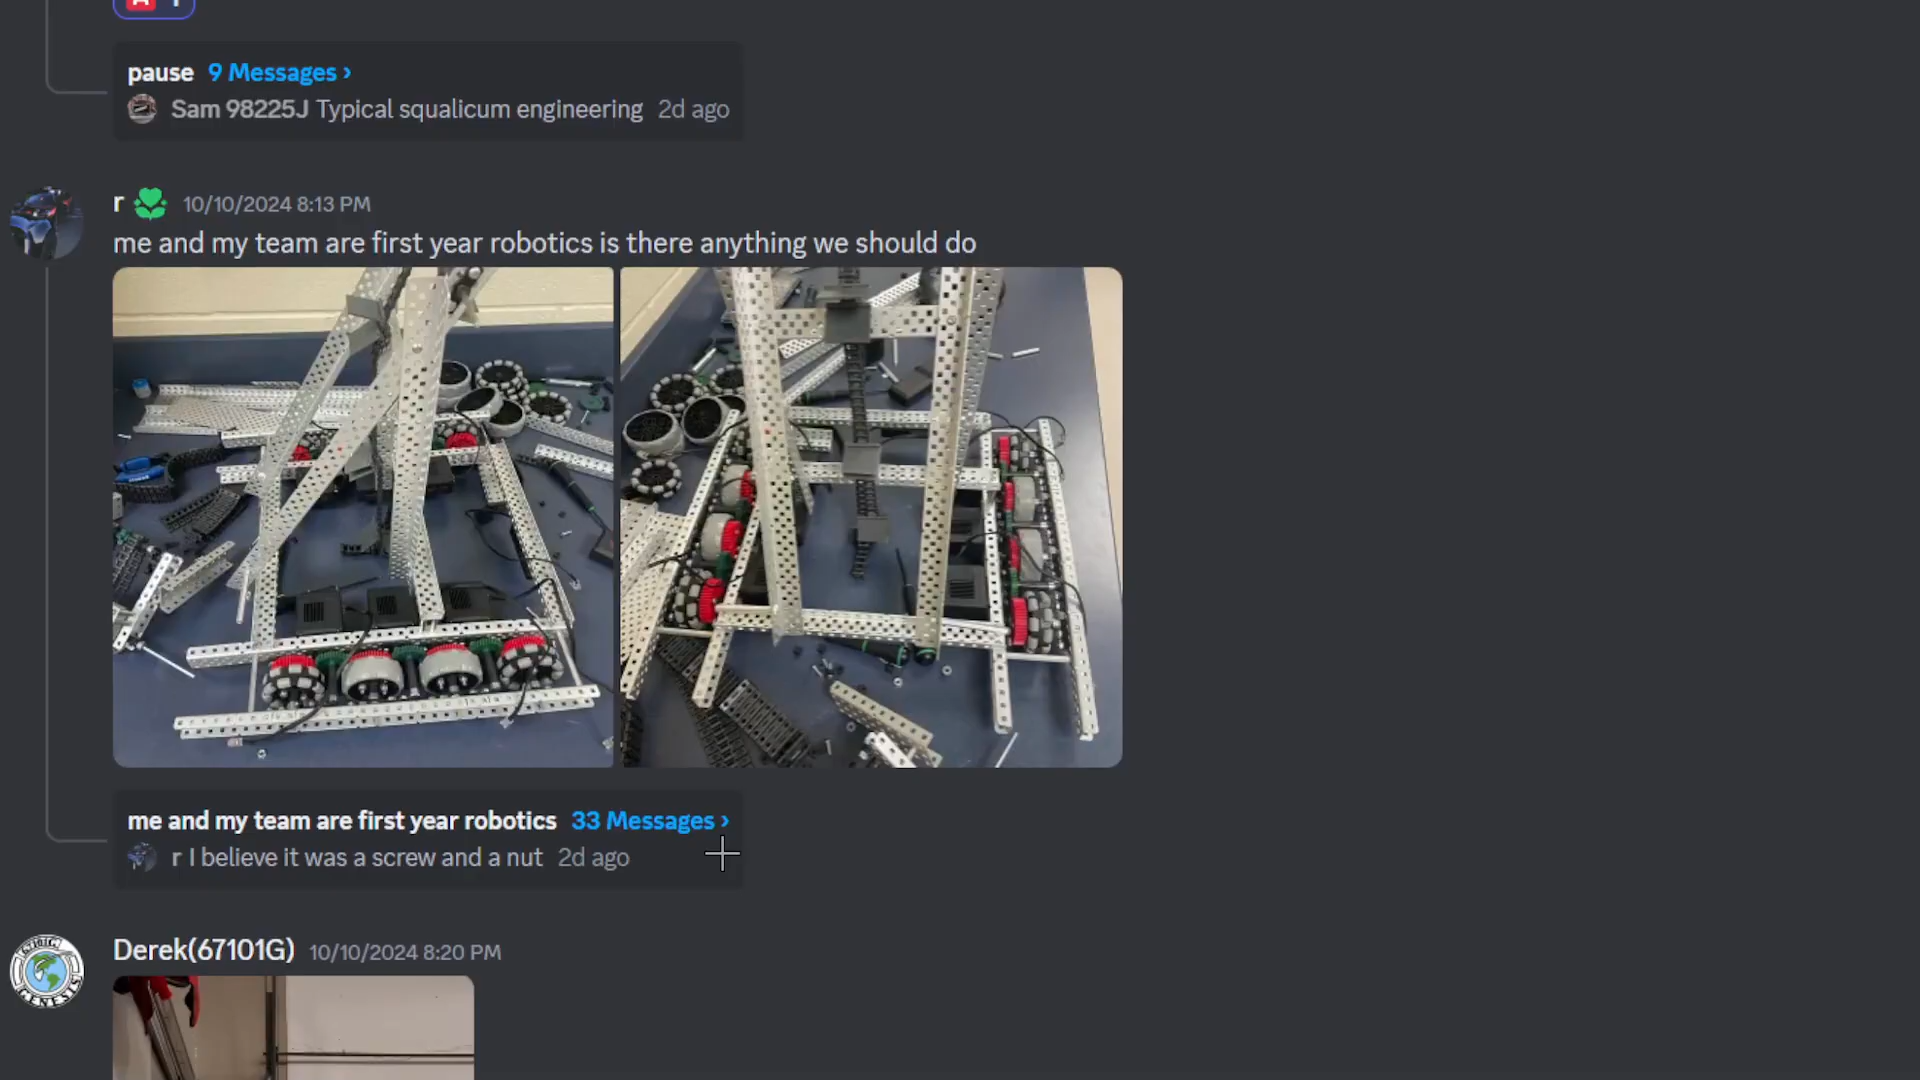 pause 9 Messages ›
Sam 98225J Typical squalicum engineering 2d ago
r 10/10/2024 8:13 PM
me and my team are first year robotics is there anything we should do
me and my team are first year robotics 33 Messages ›
r I believe it was a screw and a nut 2d ago
Derek(67101G) 10/10/2024 8:20 PM
67101G
GENESIS